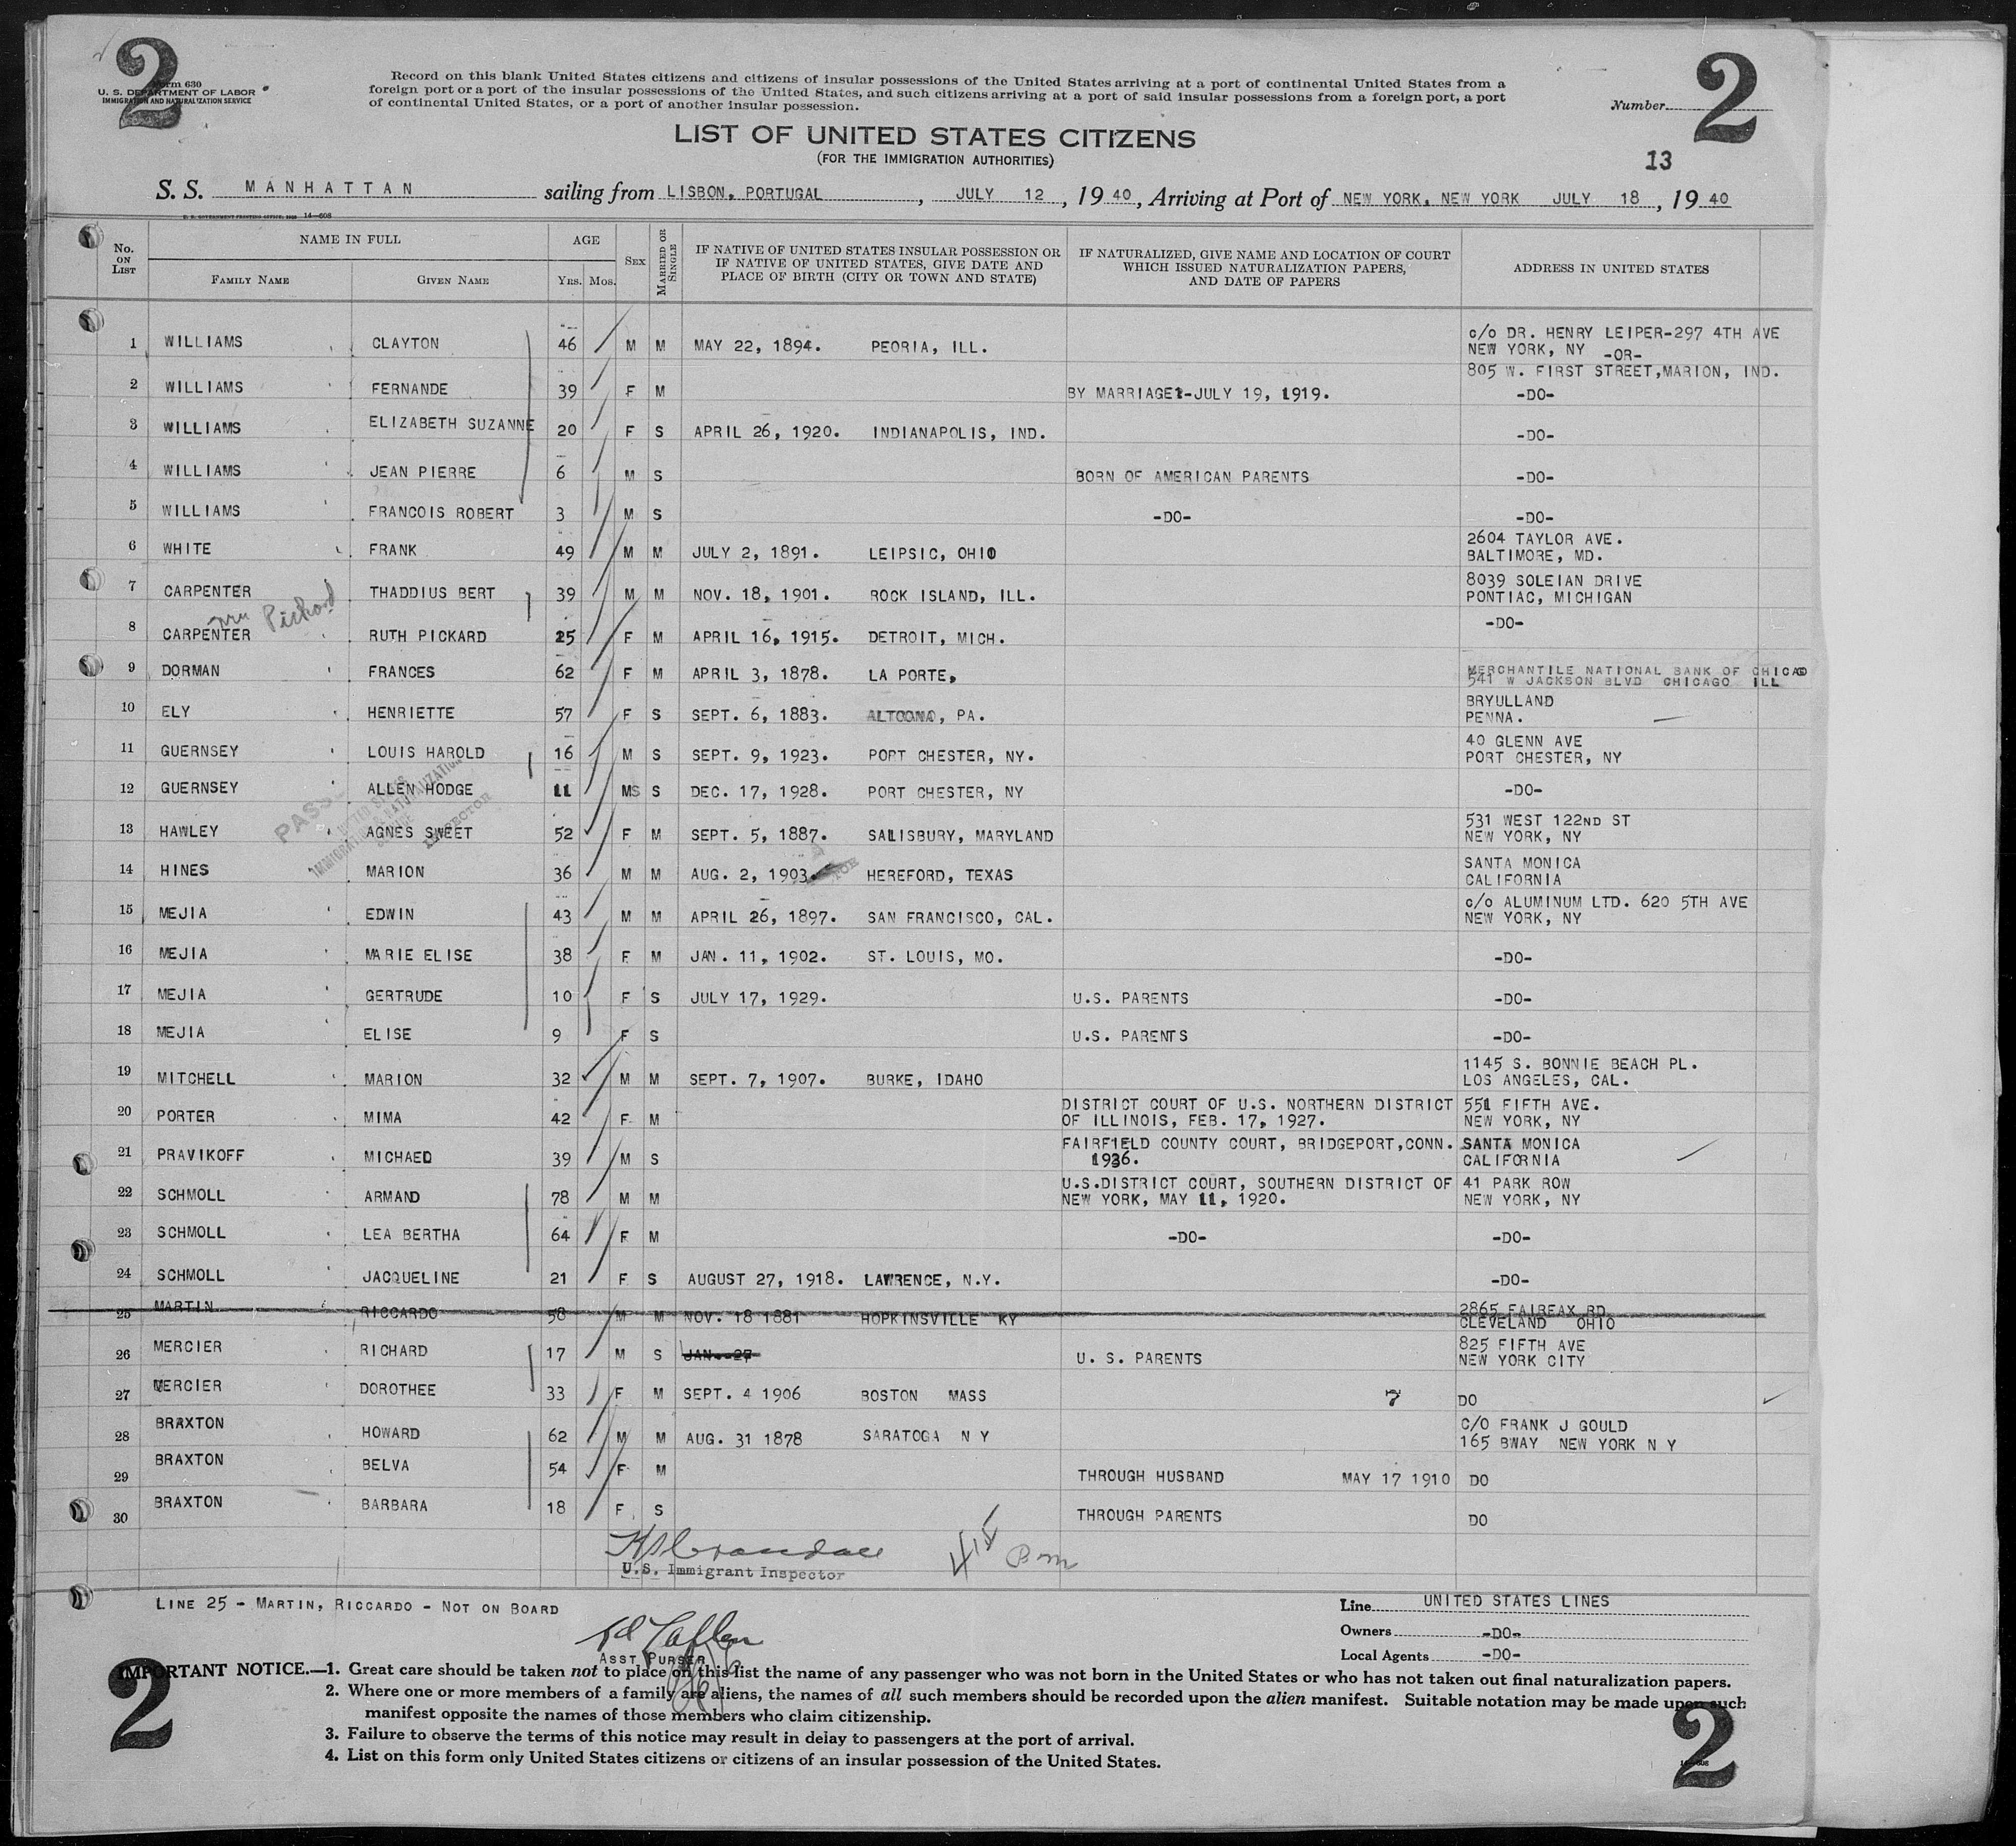 2
2
Form 630
U. S. DEPARTMENT OF LABOR
IMMIGRATION AND NATURALIZATION SERVICE
Record on this blank United States citizens and citizens of insular possessions of the United States arriving at a port of continental United States from a
foreign port or a port of the insular possessions of the United States, and such citizens arriving at a port of said insular possessions from a foreign port, a port
of continental United States, or a port of another insular possession.
Number
LIST OF UNITED STATES CITIZENS
(FOR THE IMMIGRATION AUTHORITIES)
13
S. S. MANHATTAN sailing from LISBON, PORTUGAL, JULY 12, 1940, Arriving at Port of NEW YORK, NEW YORK JULY 18, 1940
U. S. GOVERNMENT PRINTING OFFICE 14—608
No. ON LIST
NAME IN FULL
FAMILY NAME GIVEN NAME
AGE
YRS. MOS.
SEX
MARRIED OR SINGLE
IF NATIVE OF UNITED STATES INSULAR POSSESSION OR
IF NATIVE OF UNITED STATES, GIVE DATE AND
PLACE OF BIRTH (CITY OR TOWN AND STATE)
IF NATURALIZED, GIVE NAME AND LOCATION OF COURT
WHICH ISSUED NATURALIZATION PAPERS,
AND DATE OF PAPERS
ADDRESS IN UNITED STATES
1 WILLIAMS CLAYTON 46 M M MAY 22, 1894. PEORIA, ILL. c/o DR. HENRY LEIPER-297 4TH AVE
NEW YORK, NY -OR-
805 W. FIRST STREET, MARION, IND.
2 WILLIAMS FERNANDE 39 F M BY MARRIAGE-JULY 19, 1919. -DO-
3 WILLIAMS ELIZABETH SUZANNE 20 F S APRIL 26, 1920. INDIANAPOLIS, IND. -DO-
4 WILLIAMS JEAN PIERRE 6 M S BORN OF AMERICAN PARENTS -DO-
5 WILLIAMS FRANCOIS ROBERT 3 M S -DO- -DO-
6 WHITE FRANK 49 M M JULY 2, 1891. LEIPSIC, OHIO 2604 TAYLOR AVE.
BALTIMORE, MD.
7 CARPENTER THADDIUS BERT 39 M M NOV. 18, 1901. ROCK ISLAND, ILL. 8039 SOLEIAN DRIVE
PONTIAC, MICHIGAN
Pickard
8 CARPENTER RUTH PICKARD 25 F M APRIL 16, 1915. DETROIT, MICH. -DO-
9 DORMAN FRANCES 62 F M APRIL 3, 1878. LA PORTE, MERCHANTILE NATIONAL BANK OF CHICAG
541 W JACKSON BLVD CHICAGO ILL
10 ELY HENRIETTE 57 F S SEPT. 6, 1883. ALTOONA, PA. BRYULLAND
PENNA.
11 GUERNSEY LOUIS HAROLD 16 M S SEPT. 9, 1923. PORT CHESTER, NY. 40 GLENN AVE
PORT CHESTER, NY
12 GUERNSEY ALLEN HODGE 11 MS S DEC. 17, 1928. PORT CHESTER, NY -DO-
13 HAWLEY AGNES SWEET 52 F M SEPT. 5, 1887. SALISBURY, MARYLAND 531 WEST 122ND ST
NEW YORK, NY
14 HINES MARION 36 M M AUG. 2, 1903. HEREFORD, TEXAS SANTA MONICA
CALIFORNIA
15 MEJIA EDWIN 43 M M APRIL 26, 1897. SAN FRANCISCO, CAL. c/o ALUMINUM LTD. 620 5TH AVE
NEW YORK, NY
16 MEJIA MARIE ELISE 38 F M JAN. 11, 1902. ST. LOUIS, MO. -DO-
17 MEJIA GERTRUDE 10 F S JULY 17, 1929. U.S. PARENTS -DO-
18 MEJIA ELISE 9 F S U.S. PARENTS -DO-
19 MITCHELL MARION 32 M M SEPT. 7, 1907. BURKE, IDAHO 1145 S. BONNIE BEACH PL.
LOS ANGELES, CAL.
20 PORTER MIMA 42 F M DISTRICT COURT OF U.S. NORTHERN DISTRICT 551 FIFTH AVE.
OF ILLINOIS, FEB. 17, 1927. NEW YORK, NY
21 PRAVIKOFF MICHAEL 39 M S FAIRFIELD COUNTY COURT, BRIDGEPORT, CONN. SANTA MONICA
1936. CALIFORNIA
22 SCHMOLL ARMAND 78 M M U.S.DISTRICT COURT, SOUTHERN DISTRICT OF 41 PARK ROW
NEW YORK, MAY 11, 1920. NEW YORK, NY
23 SCHMOLL LEA BERTHA 64 F M -DO- -DO-
24 SCHMOLL JACQUELINE 21 F S AUGUST 27, 1918. LAWRENCE, N.Y. -DO-
25 MARTIN RICCARDO 58 M M NOV. 18 1881 HOPKINSVILLE KY 2865 FAIRFAX RD
CLEVELAND OHIO
26 MERCIER RICHARD 17 M S JAN. 27 U. S. PARENTS 825 FIFTH AVE
NEW YORK CITY
27 MERCIER DOROTHEE 33 F M SEPT. 4 1906 BOSTON MASS 7 DO
28 BRAXTON HOWARD 62 M M AUG. 31 1878 SARATOGA N Y C/O FRANK J GOULD
165 BWAY NEW YORK N Y
29 BRAXTON BELVA 54 F M THROUGH HUSBAND MAY 17 1910 DO
30 BRAXTON BARBARA 18 F S THROUGH PARENTS DO
U.S. Immigrant Inspector
LINE 25 - MARTIN, RICCARDO - NOT ON BOARD
ASST PURSER
Line UNITED STATES LINES
Owners -DO-
Local Agents -DO-
IMPORTANT NOTICE.—1. Great care should be taken not to place on this list the name of any passenger who was not born in the United States or who has not taken out final naturalization papers.
2. Where one or more members of a family are aliens, the names of all such members should be recorded upon the alien manifest. Suitable notation may be made upon such
manifest opposite the names of those members who claim citizenship.
3. Failure to observe the terms of this notice may result in delay to passengers at the port of arrival.
4. List on this form only United States citizens or citizens of an insular possession of the United States.
2
2